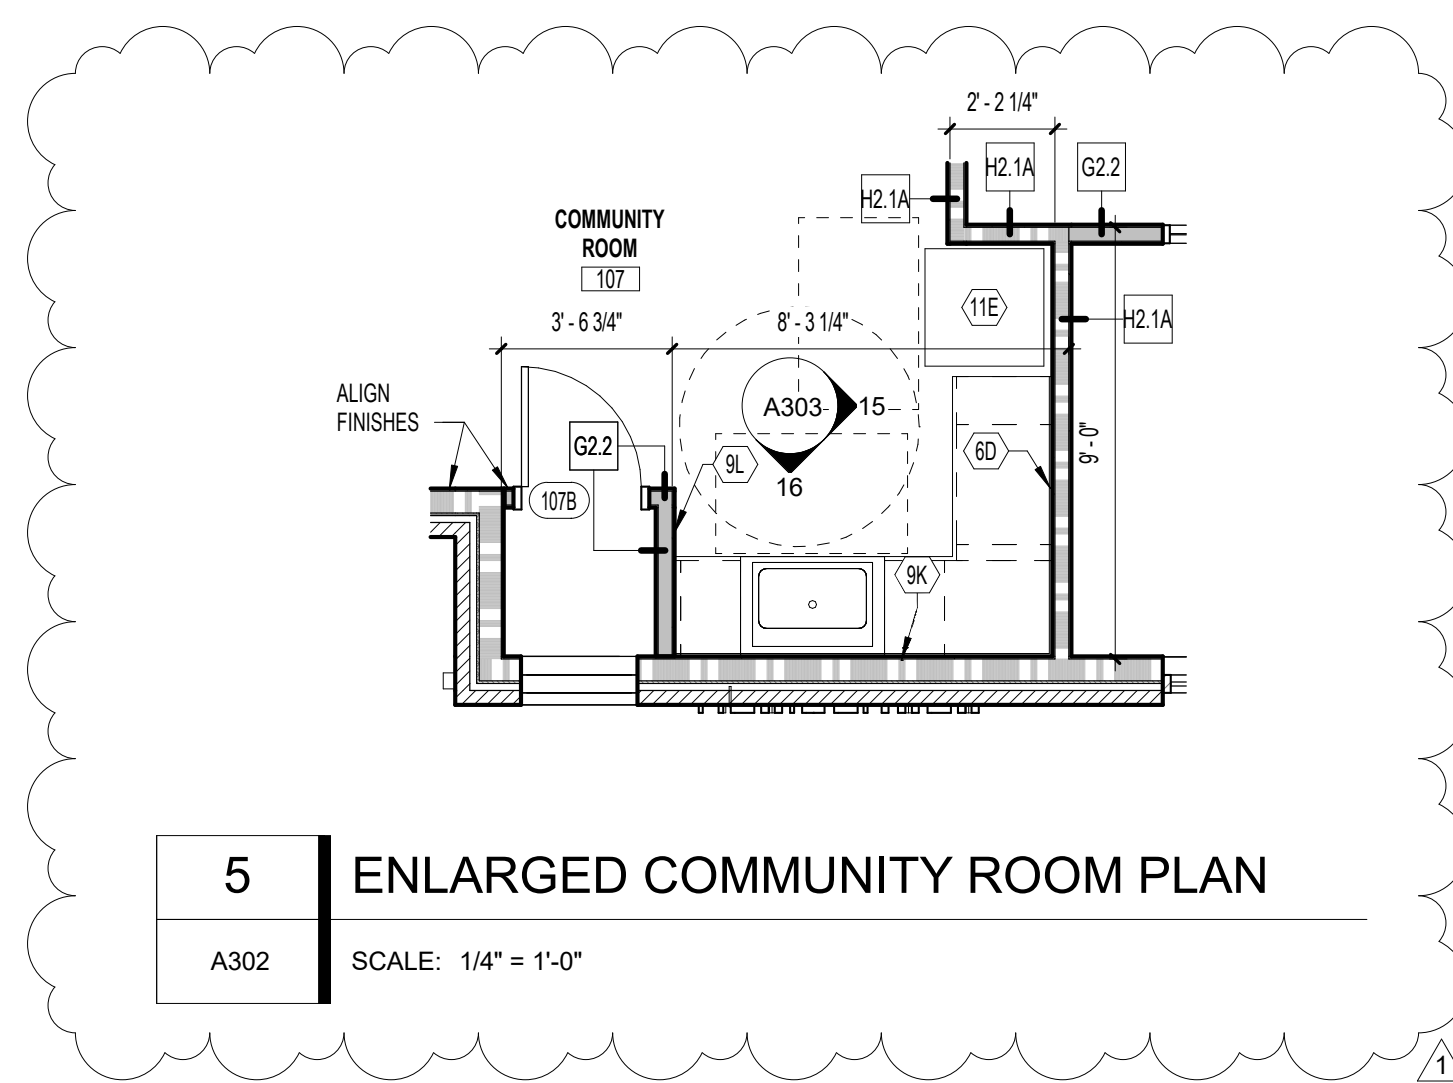 2' - 2 1/4"
H2.1A
G2.2
H2.1A
COMMUNITY
ROOM
107
11E
H2.1A
3' - 6 3/4"
8' - 3 1/4"
ALIGN
FINISHES
A303
15
G2.2
9L
6D
9' - 0"
16
107B
9K
5
ENLARGED COMMUNITY ROOM PLAN
A302
SCALE: 1/4" = 1'-0"
1